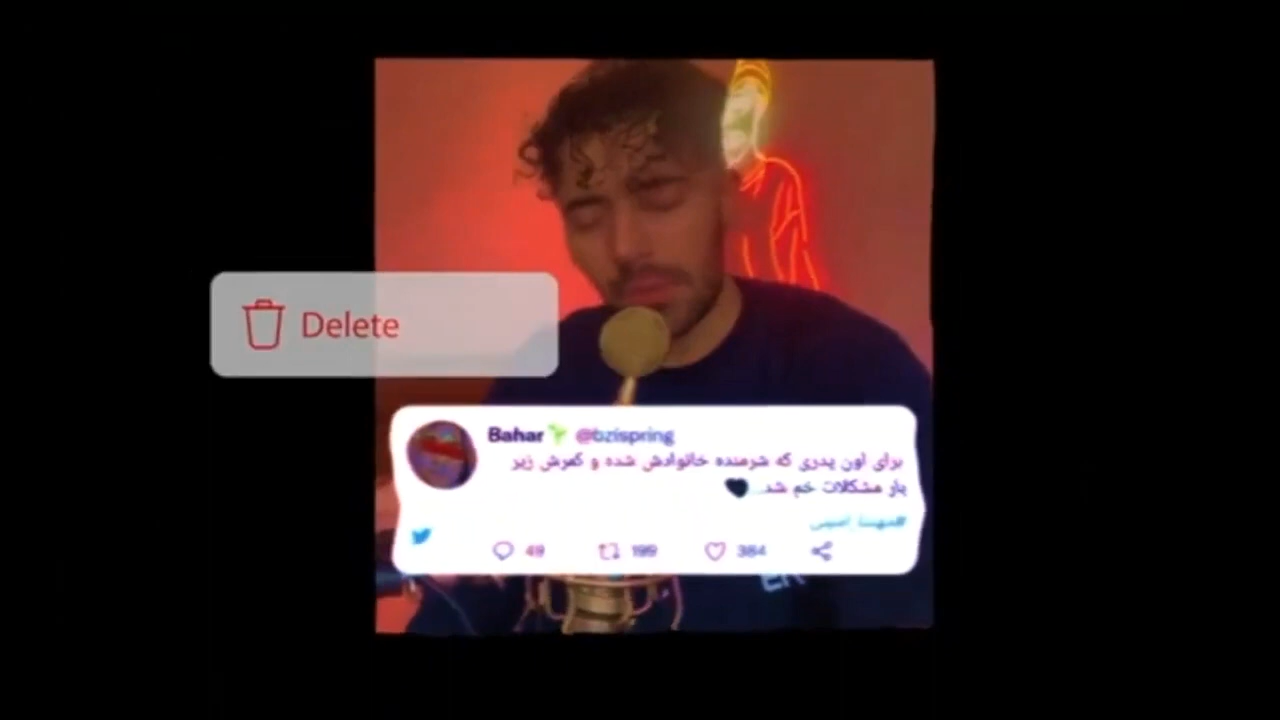 Delete
Bahar @bzispring
برای اون پدری که شرمنده خانوادش شده و کمرش زیر
بار مشکلات خم شد
#مهسا_امینی
49 199 384